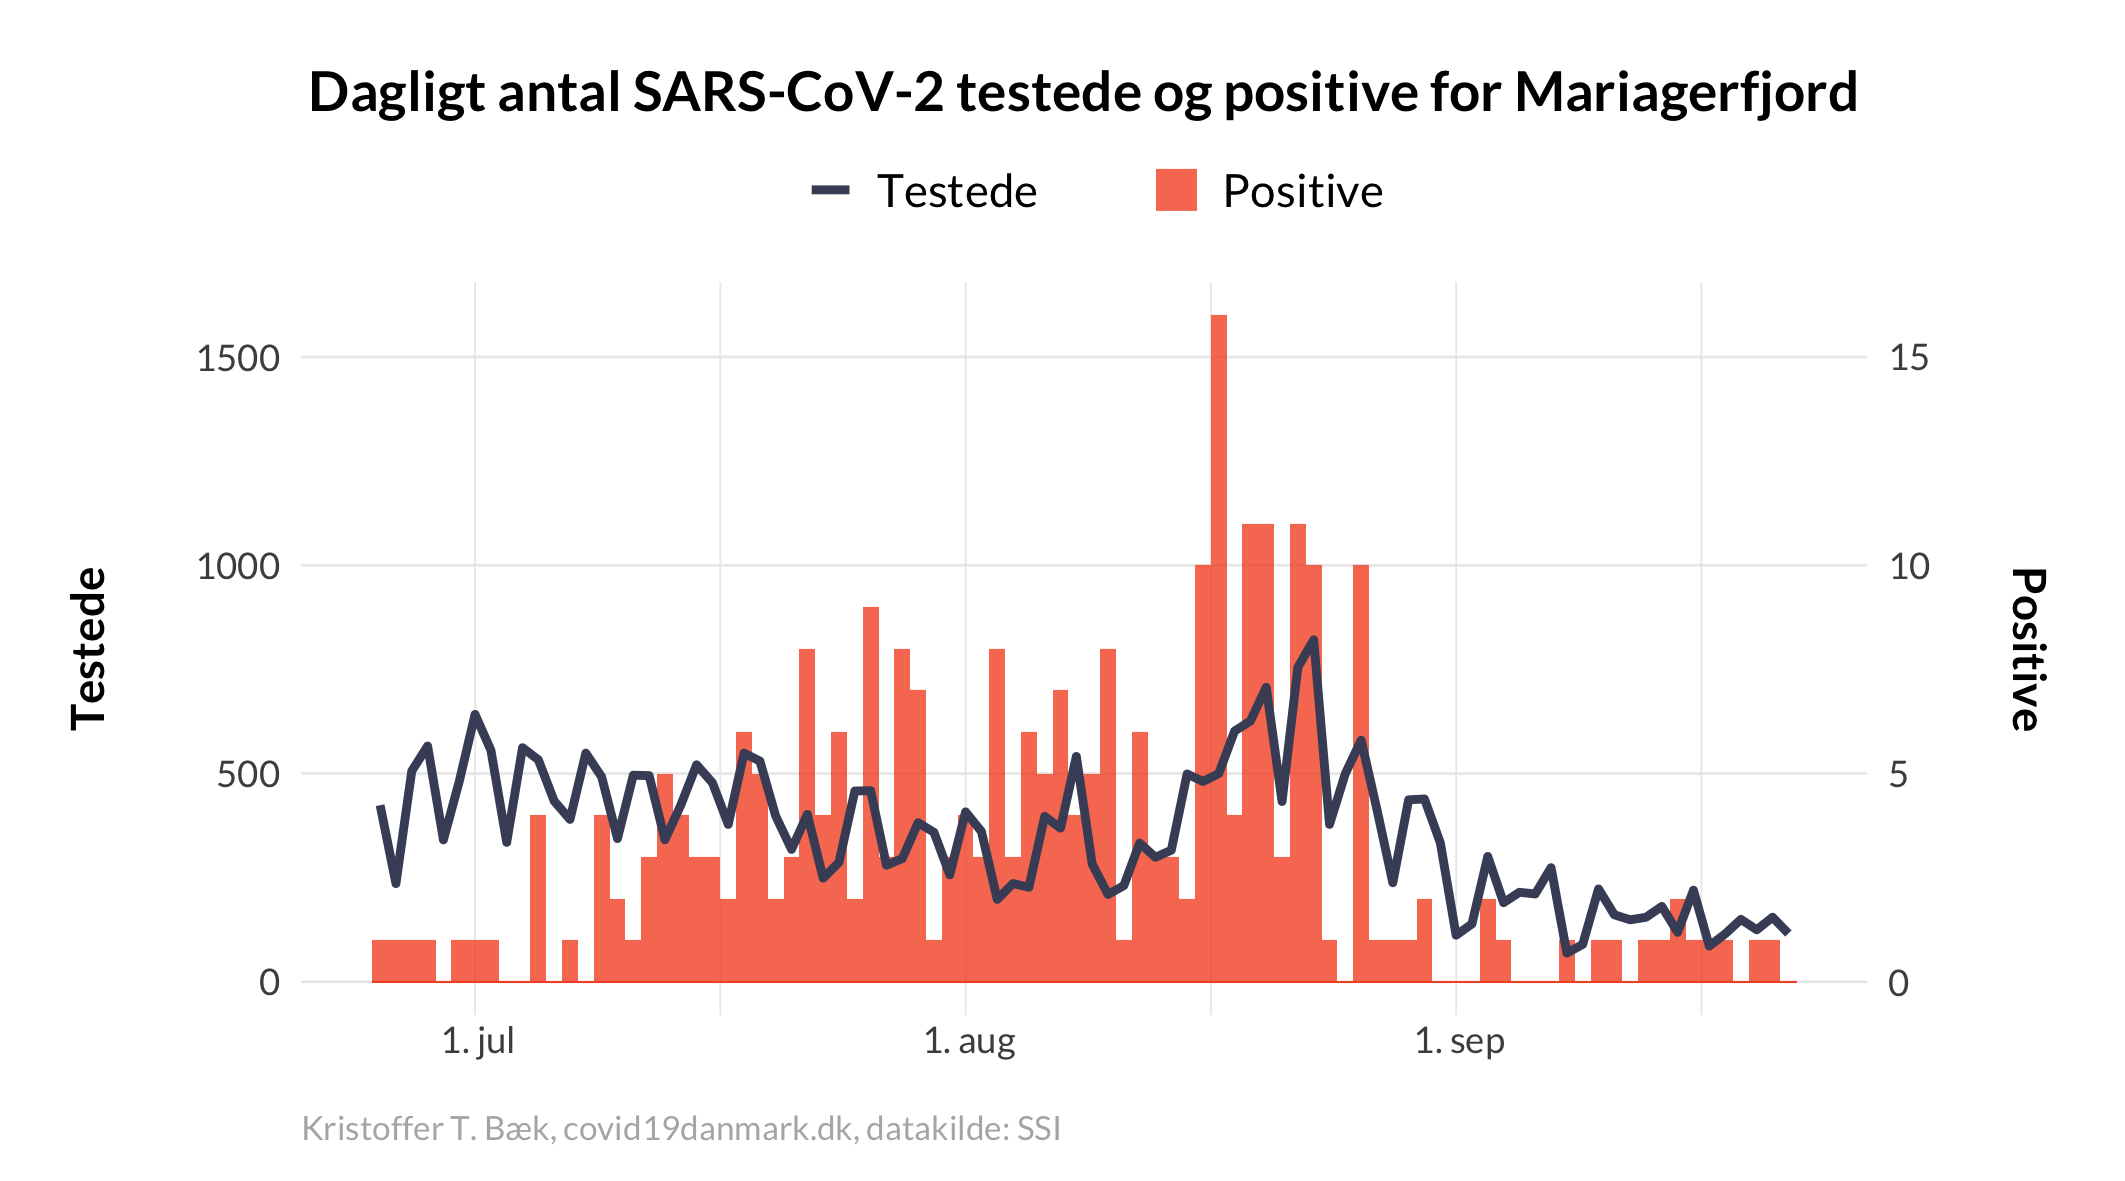 Dagligt antal SARS-CoV-2 testede og positive for Mariagerfjord
Testede
Positive
1500
1000
500
0
15
10
5
0
Testede
Positive
1. jul
1. aug
1. sep
Kristoffer T. Bæk, covid19danmark.dk, datakilde: SSI